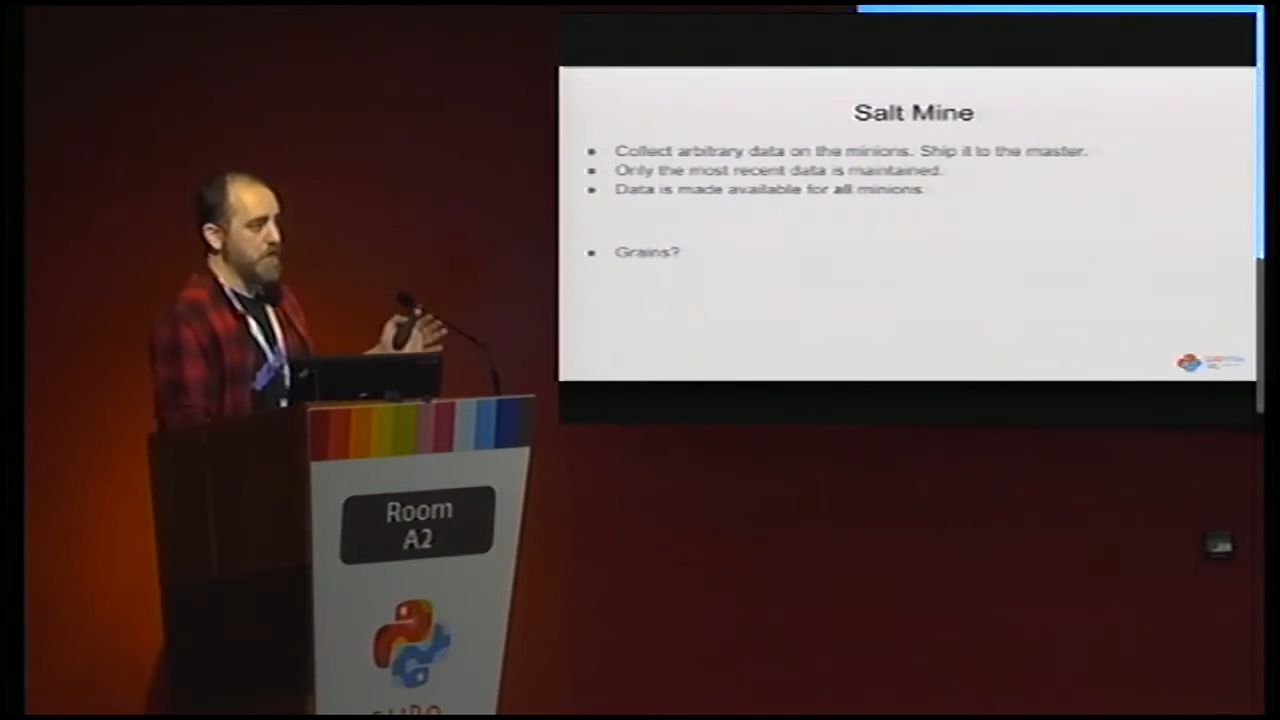 Salt Mine
● Collect arbitrary data on the minions. Ship it to the master.
● Only the most recent data is maintained.
● Data is made available for all minions.
● Grains?
Room
A2
EURO